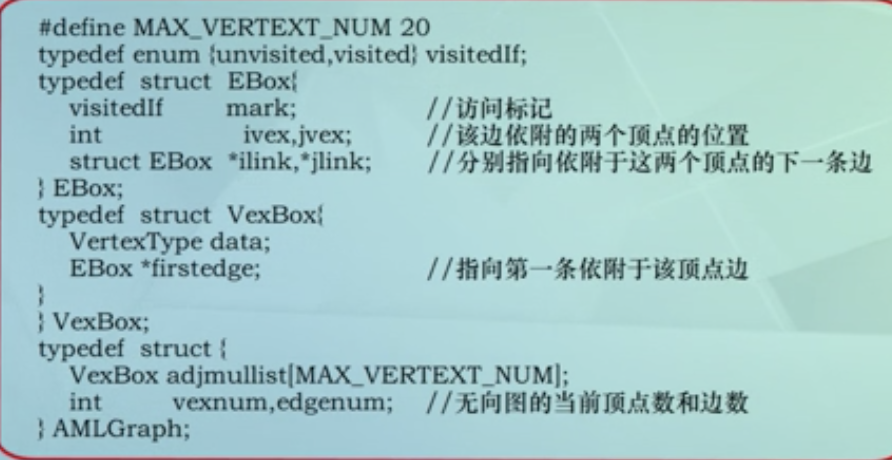 #define MAX_VERTEXT_NUM 20
typedef enum {unvisited,visited} visitedIf;
typedef struct EBox{
visitedIf mark; //访问标记
int ivex,jvex; //该边依附的两个顶点的位置
struct EBox *ilink,*jlink; //分别指向依附于这两个顶点的下一条边
} EBox;
typedef struct VexBox{
VertexType data;
EBox *firstedge; //指向第一条依附于该顶点边
}
} VexBox;
typedef struct {
VexBox adjmullist[MAX_VERTEXT_NUM];
int vexnum,edgenum; //无向图的当前顶点数和边数
} AMLGraph;